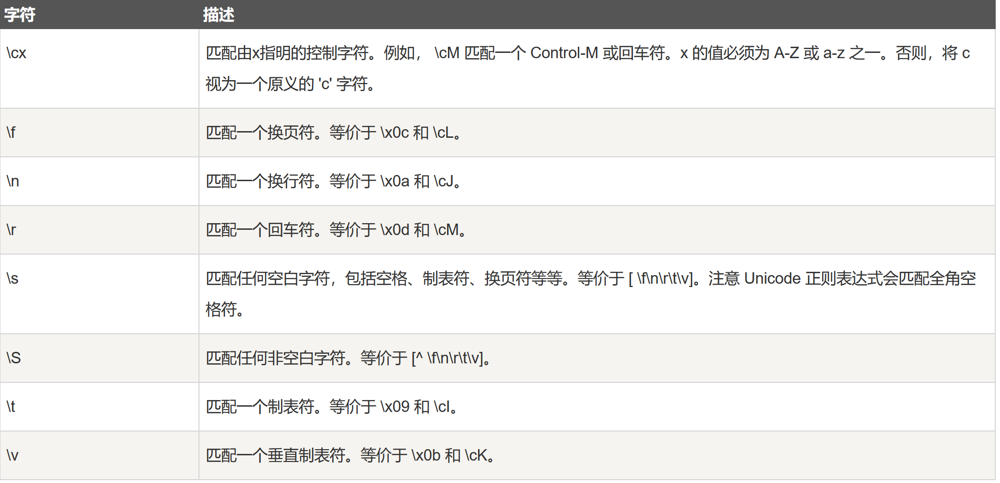 字符 描述
\cx 匹配由x指明的控制字符。例如， \cM 匹配一个 Control-M 或回车符。x 的值必须为 A-Z 或 a-z 之一。否则，将 c
视为一个原义的 'c' 字符。
\f 匹配一个换页符。等价于 \x0c 和 \cL。
\n 匹配一个换行符。等价于 \x0a 和 \cJ。
\r 匹配一个回车符。等价于 \x0d 和 \cM。
\s 匹配任何空白字符，包括空格、制表符、换页符等等。等价于 [ \f\n\r\t\v]。注意 Unicode 正则表达式会匹配全角空
格符。
\S 匹配任何非空白字符。等价于 [^ \f\n\r\t\v]。
\t 匹配一个制表符。等价于 \x09 和 \cI。
\v 匹配一个垂直制表符。等价于 \x0b 和 \cK。